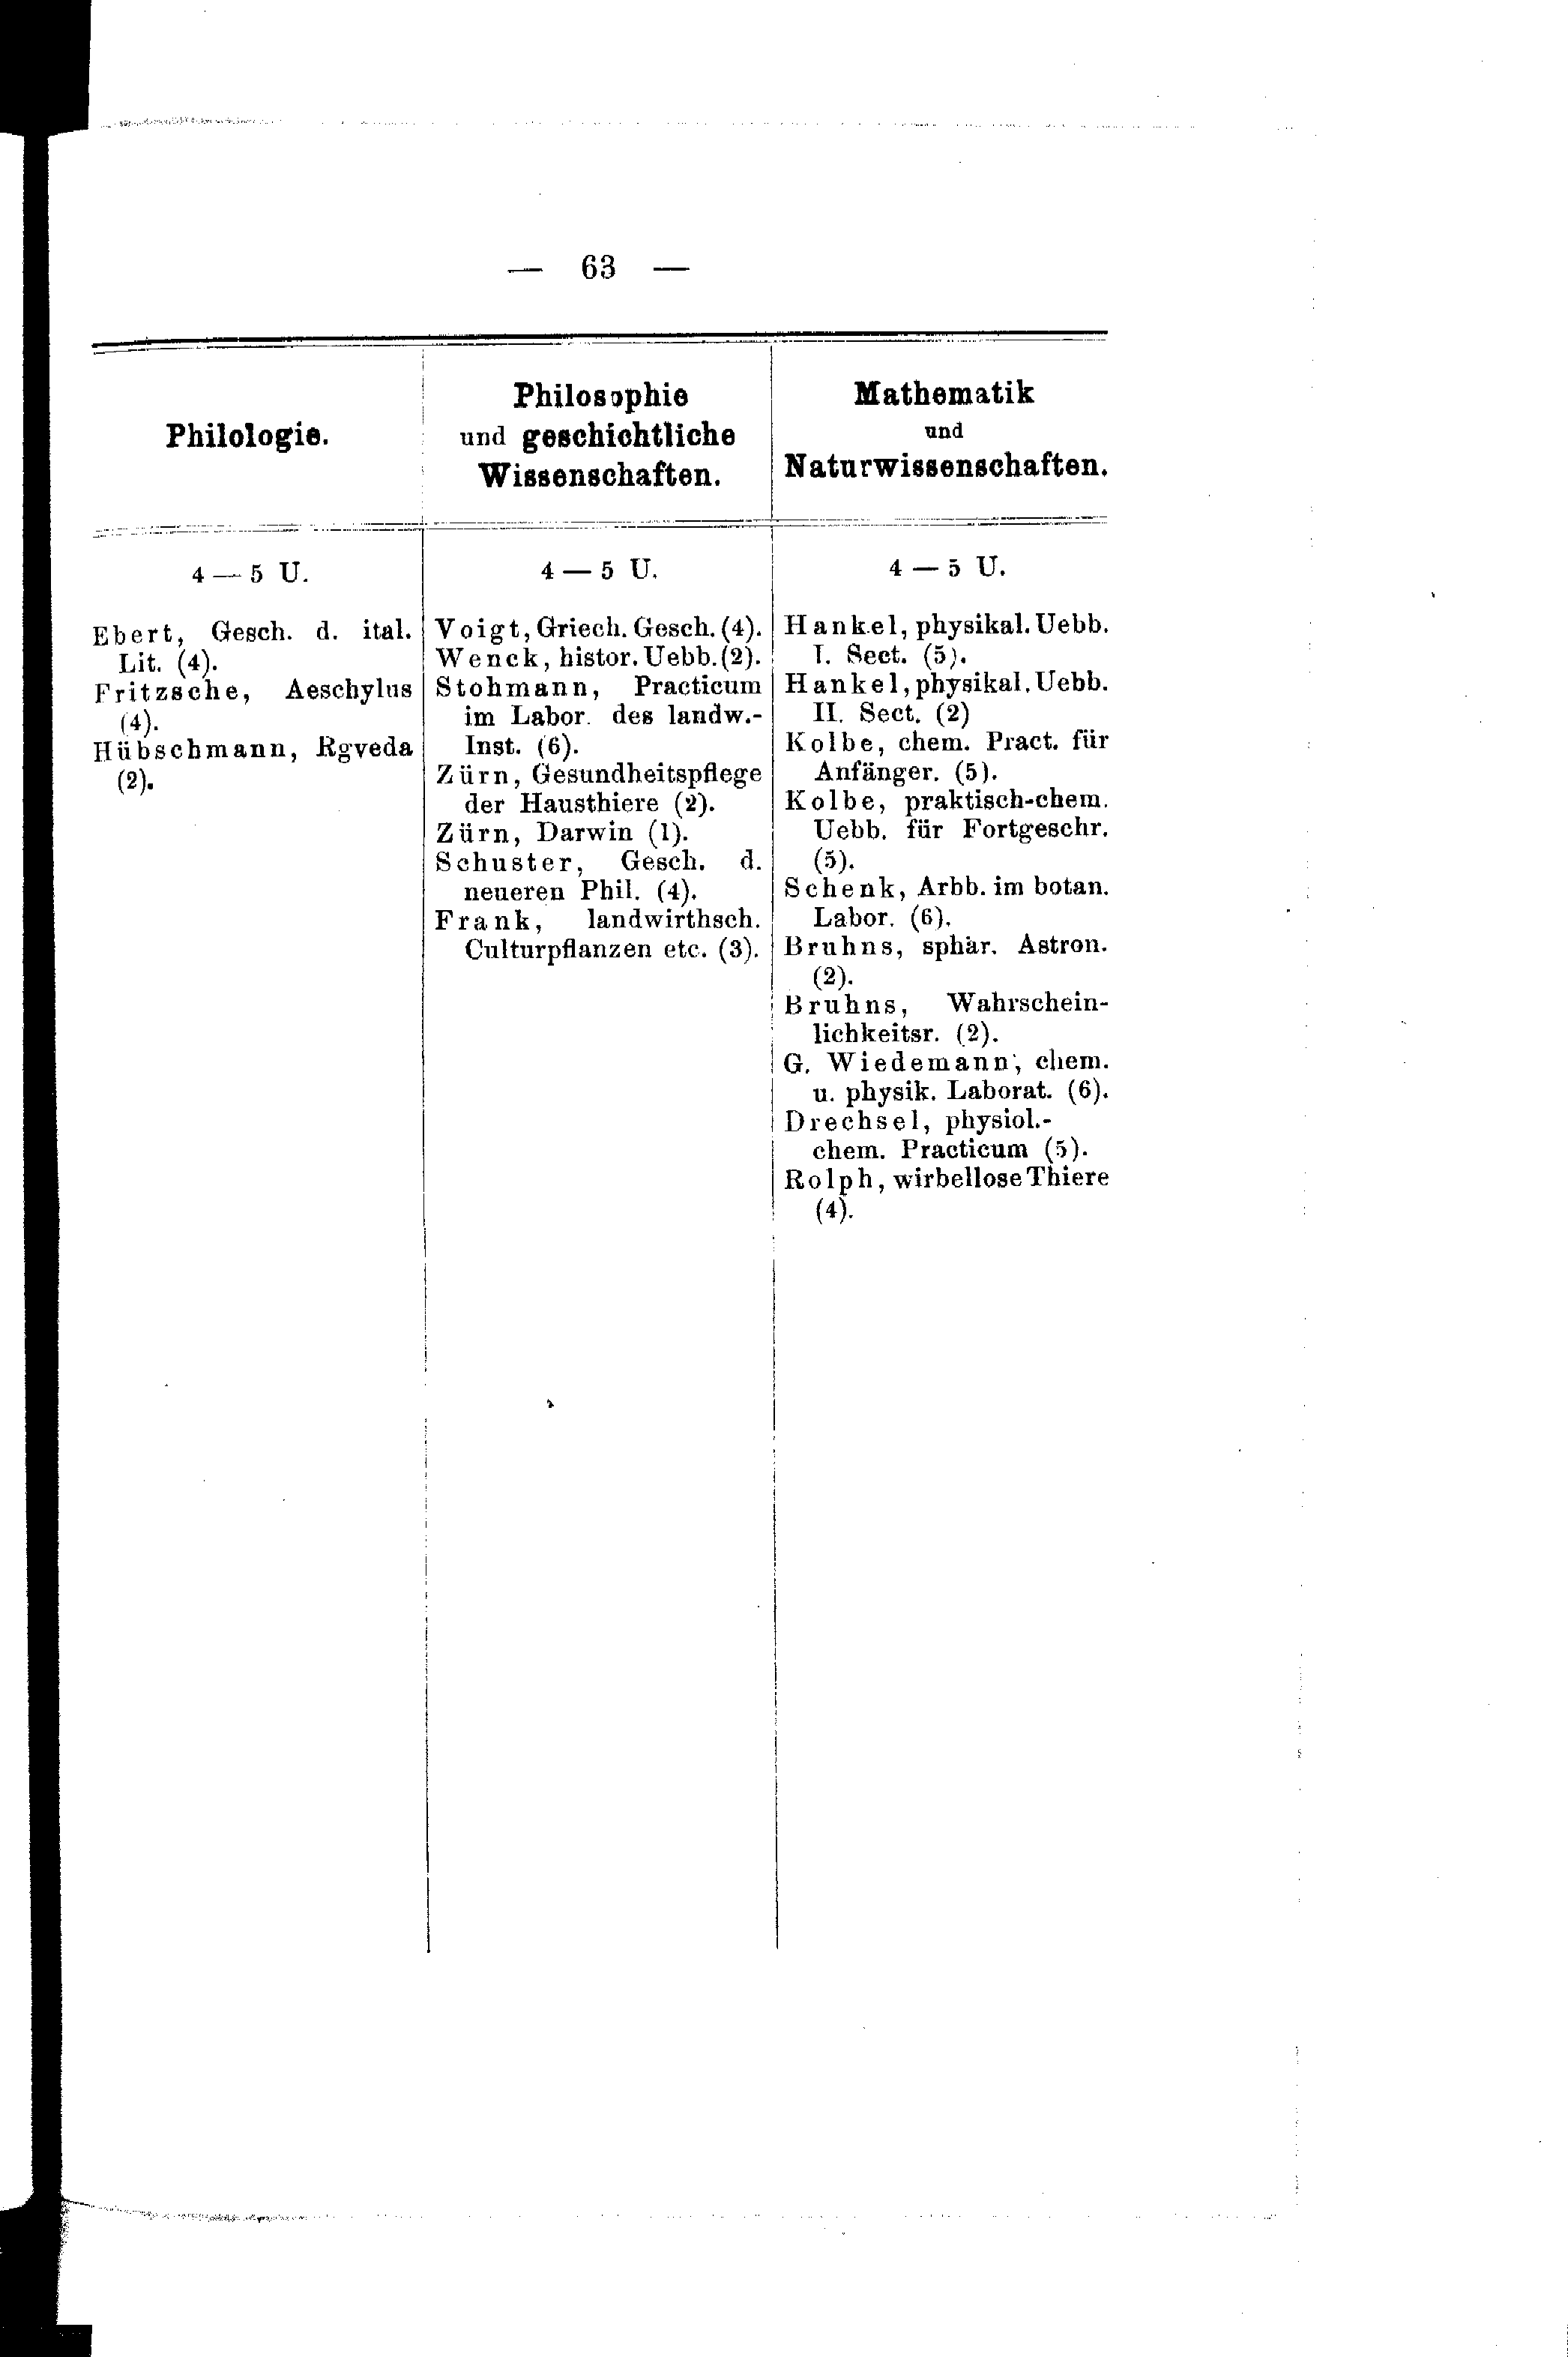 — 63 —
Philologie.
4 — 5 U.
Ebert, Gesch. d. ital.
Lit. (4).
Fritzsche, Aeschylus
(4).
Hübschmann, Rgveda
(2).
Philosophie
und geschichtliche
Wissenschaften.
4 — 5 U.
Voigt, Griech. Gesch. (4).
Wenck, histor. Uebb. (2).
Stohmann, Practicum
im Labor. des landw.-
Inst. (6).
Zürn, Gesundheitspflege
der Hausthiere (2).
Zürn, Darwin (1).
Schuster, Gesch. d.
neueren Phil. (4).
Frank, landwirthsch.
Culturpflanzen etc. (3).
Mathematik
und
Naturwissenschaften.
4 — 5 U.
Hankel, physikal. Uebb.
I. Sect. (5).
Hankel, physikal. Uebb.
II. Sect. (2)
Kolbe, chem. Pract. für
Anfänger. (5).
Kolbe, praktisch-chem.
Uebb. für Fortgeschr.
(5).
Schenk, Arbb. im botan.
Labor. (6).
Bruhns, sphär. Astron.
(2).
Bruhns, Wahrschein-
lichkeitsr. (2).
G. Wiedemann, chem.
u. physik. Laborat. (6).
Drechsel, physiol.-
chem. Practicum (5).
Rolph, wirbellose Thiere
(4).